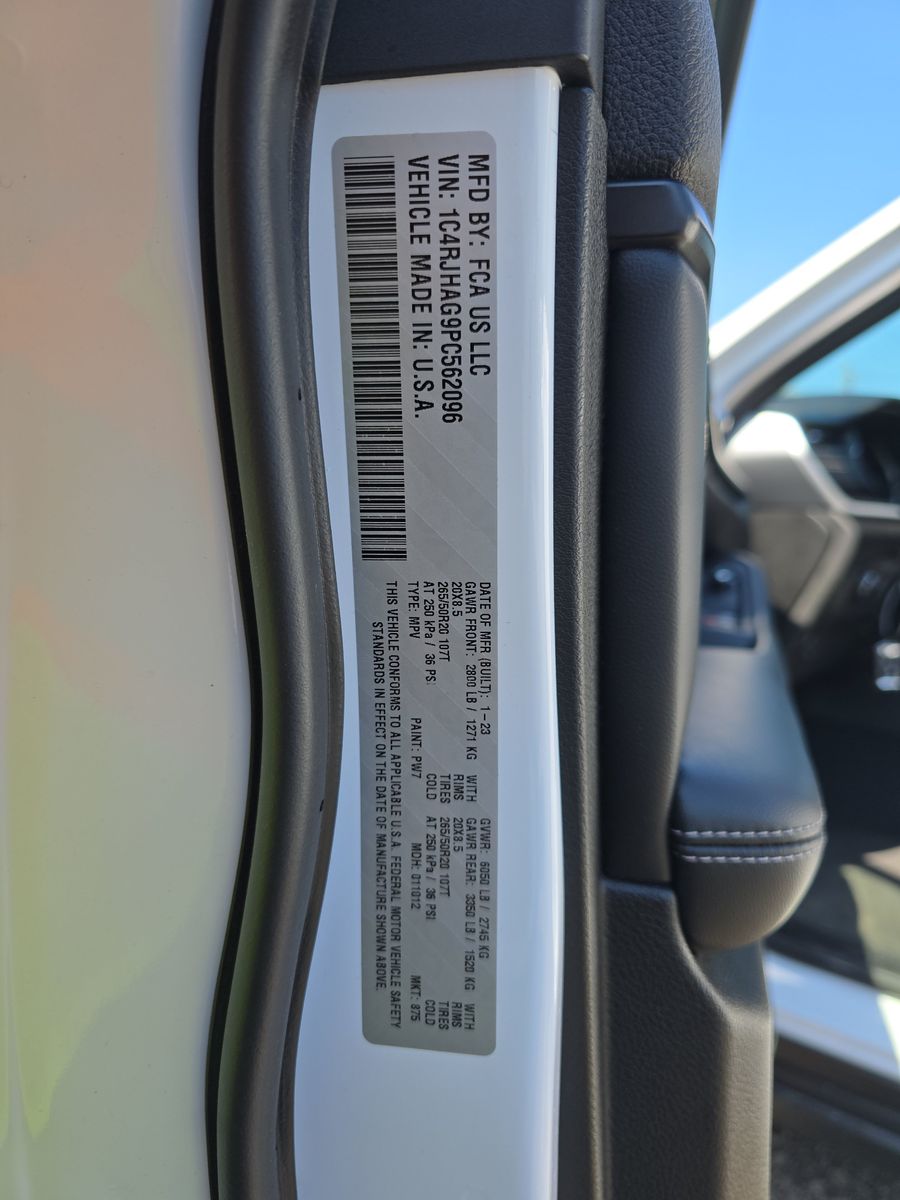 MFD BY: FCA US LLC
VIN: 1C4RJHAG9PC562096
VEHICLE MADE IN: U.S.A.
DATE OF MFR (BUILT): 1-23 GVWR: 6050 LB / 2745 KG
GAWR FRONT: 2800 LB / 1271 KG WITH GAWR REAR: 3350 LB / 1520 KG WITH
20X8.5 RIMS 20X8.5 RIMS
265/50R20 107T TIRES 265/50R20 107T TIRES
AT 250 kPa / 36 PSI COLD AT 250 kPa / 36 PSI COLD
TYPE: MPV PAINT: PW7 MDH: 011012 MKT: 875
THIS VEHICLE CONFORMS TO ALL APPLICABLE U.S.A. FEDERAL MOTOR VEHICLE SAFETY
STANDARDS IN EFFECT ON THE DATE OF MANUFACTURE SHOWN ABOVE.